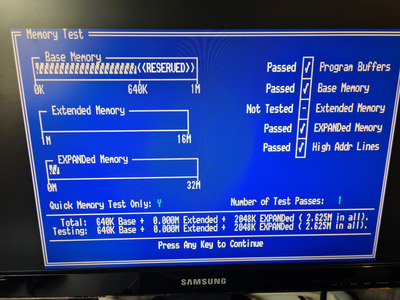 Memory Test
Base Memory
<<RESERVED>>
0K 640K 1M
Extended Memory
1M 16M
EXPANDed Memory
0M 32M
Passed √ Program Buffers
Passed √ Base Memory
Not Tested - Extended Memory
Passed √ EXPANDed Memory
Passed √ High Addr Lines
Quick Memory Test Only: Y Number of Test Passes: 1
Total: 640K Base + 0.000M Extended + 2048K EXPANDed ( 2.625M in all).
Testing: 640K Base + 0.000M Extended + 2048K EXPANDed ( 2.625M in all).
Press Any Key to Continue
SAMSUNG